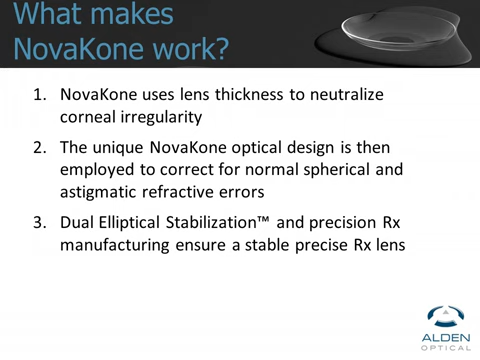 What makes
NovaKone work?
1. NovaKone uses lens thickness to neutralize
corneal irregularity
2. The unique NovaKone optical design is then
employed to correct for normal spherical and
astigmatic refractive errors
3. Dual Elliptical Stabilization™ and precision Rx
manufacturing ensure a stable precise Rx lens
ALDEN
OPTICAL